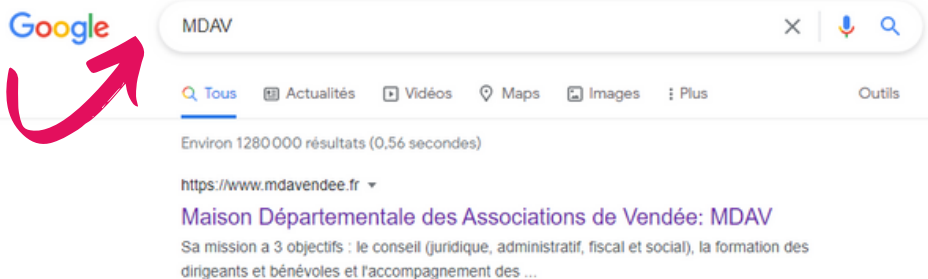 Google
MDAV
Tous Actualités Vidéos Maps Images Plus Outils
Environ 1 280 000 résultats (0,56 secondes)
https://www.mdavendee.fr
Maison Départementale des Associations de Vendée: MDAV
Sa mission a 3 objectifs : le conseil (juridique, administratif, fiscal et social), la formation des
dirigeants et bénévoles et l'accompagnement des ...